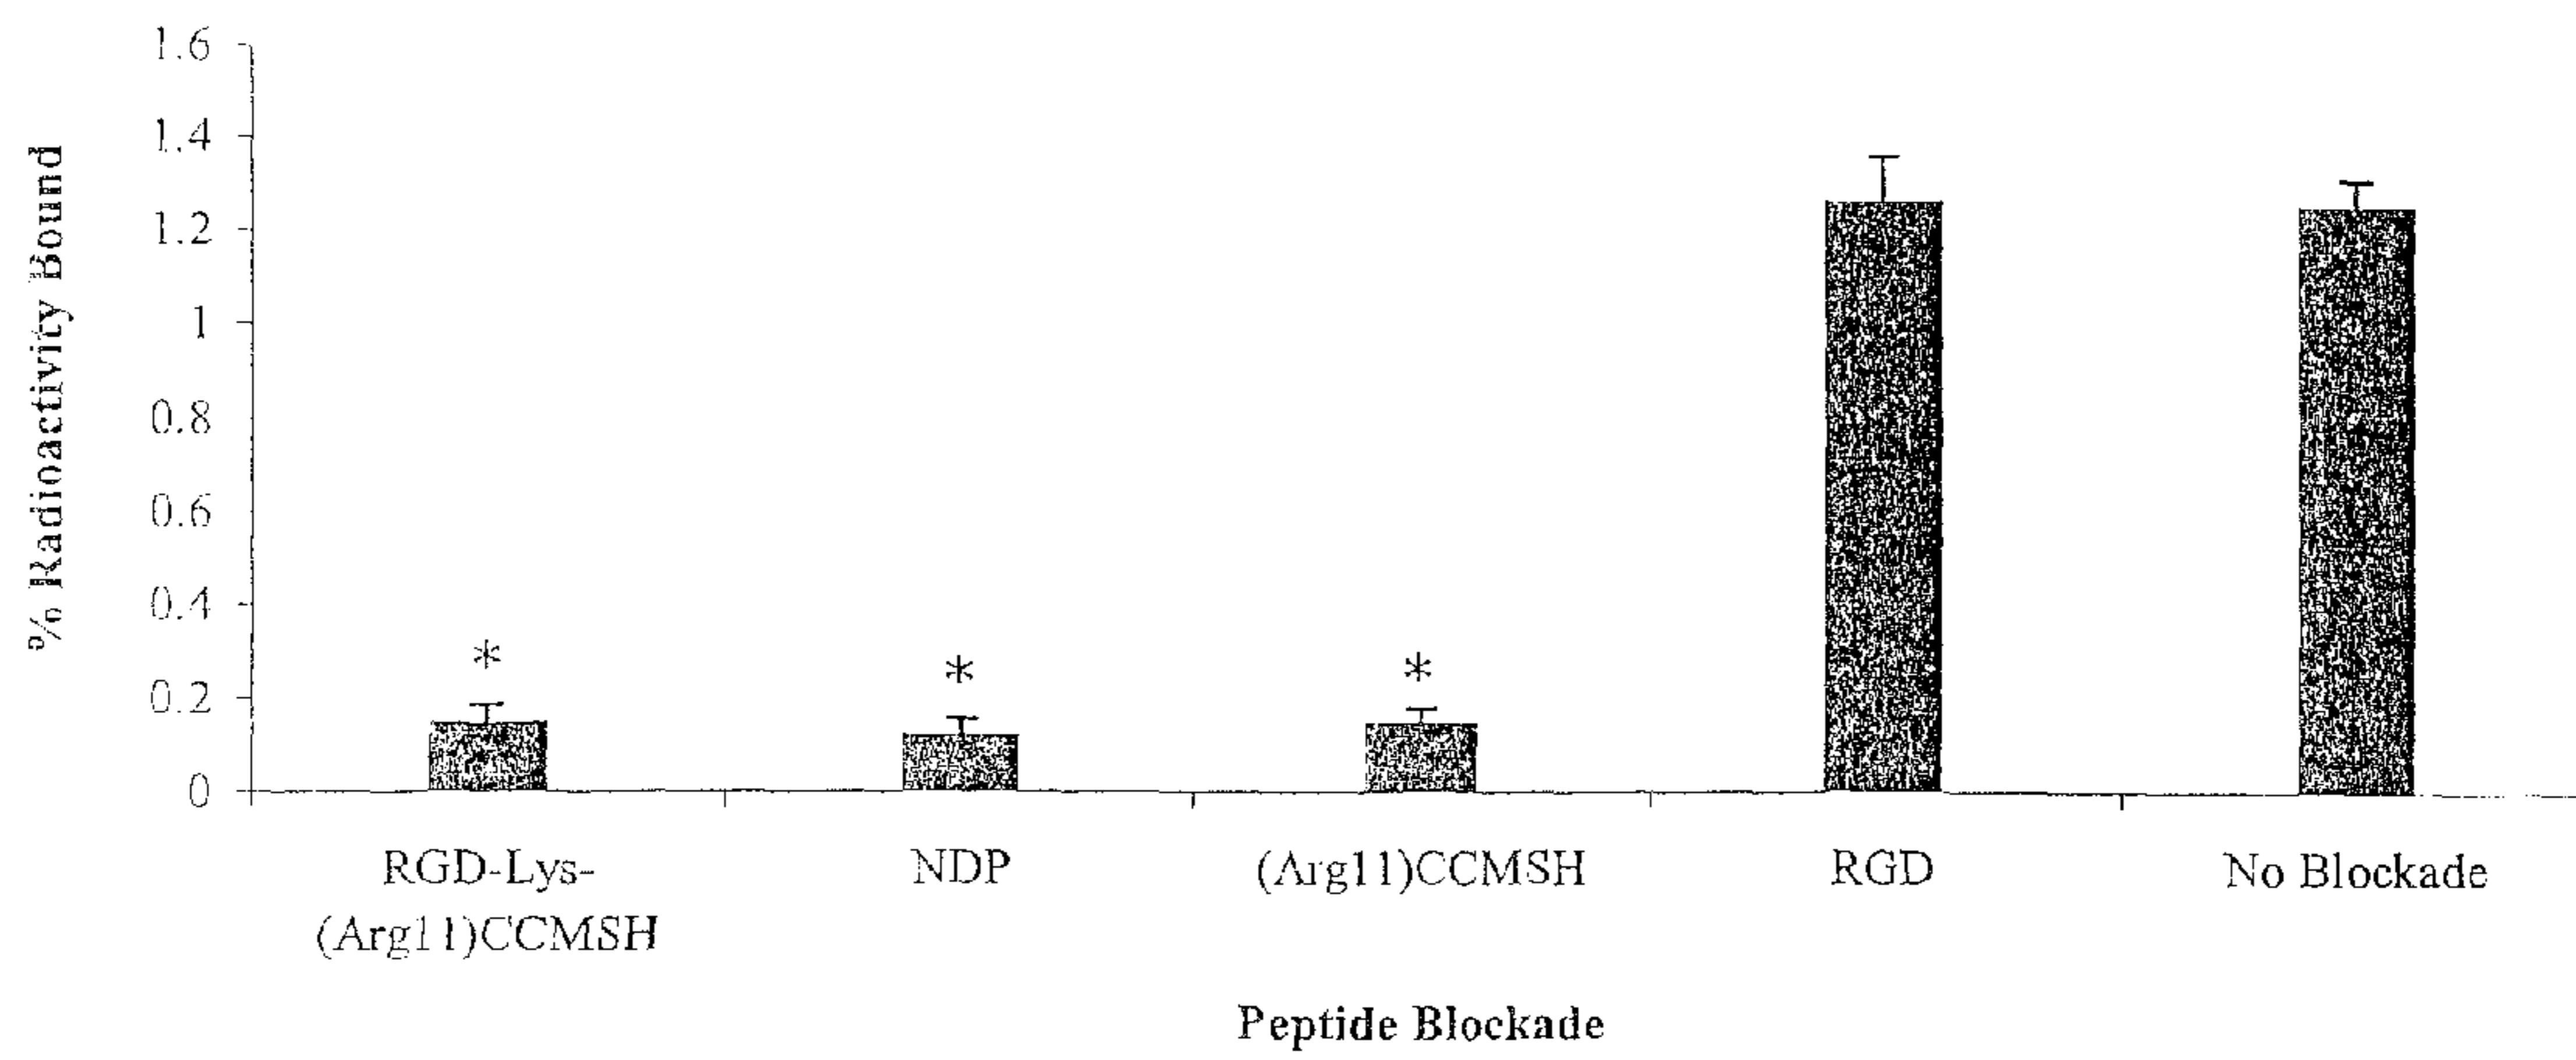 % Radioactivity Bound
1.6
1.4
1.2
1
0.8
0.6
0.4
0.2
0
*
*
*
RGD-Lys-
(Arg11)CCMSH
NDP
(Arg11)CCMSH
RGD
No Blockade
Peptide Blockade